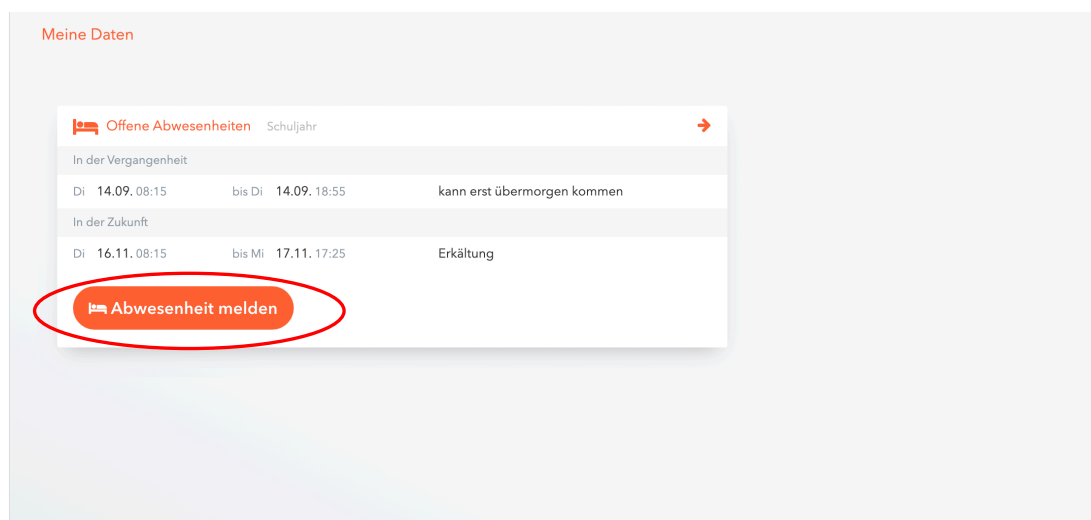 Meine Daten
Offene Abwesenheiten Schuljahr
In der Vergangenheit
Di 14.09. 08:15 bis Di 14.09. 18:55 kann erst übermorgen kommen
In der Zukunft
Di 16.11. 08:15 bis Mi 17.11. 17:25 Erkältung
Abwesenheit melden